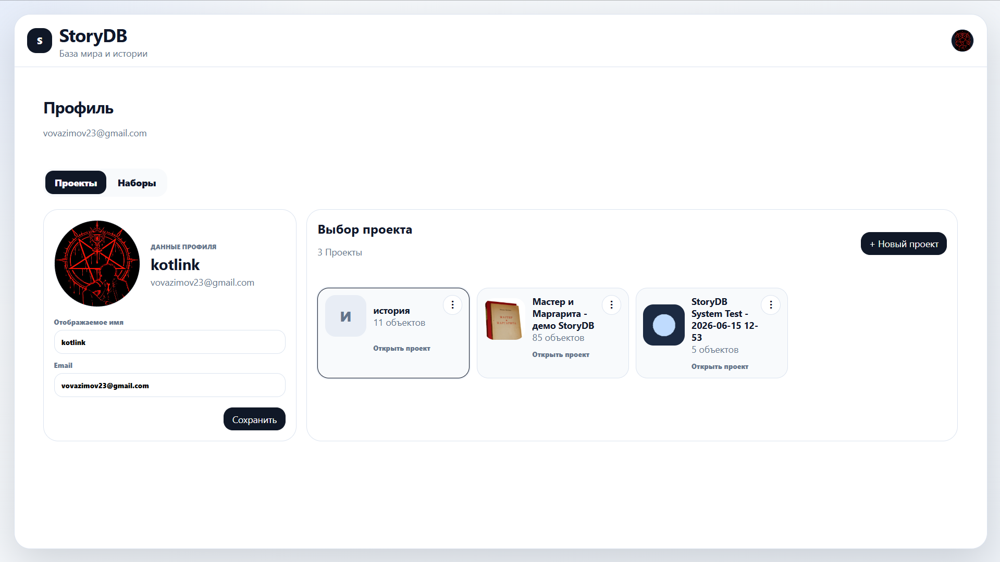 S
StoryDB
База мира и истории
Профиль
vovazimov23@gmail.com
Проекты
Наборы
ДАННЫЕ ПРОФИЛЯ
kotlink
vovazimov23@gmail.com
Отображаемое имя
kotlink
Email
vovazimov23@gmail.com
Сохранить
Выбор проекта
3 Проекты
+ Новый проект
и
история
11 объектов
Открыть проект
МАСТЕР
МАРГАРИТА
Мастер и
Маргарита -
демо StoryDB
85 объектов
Открыть проект
StoryDB
System Test -
2026-06-15 12-
53
5 объектов
Открыть проект